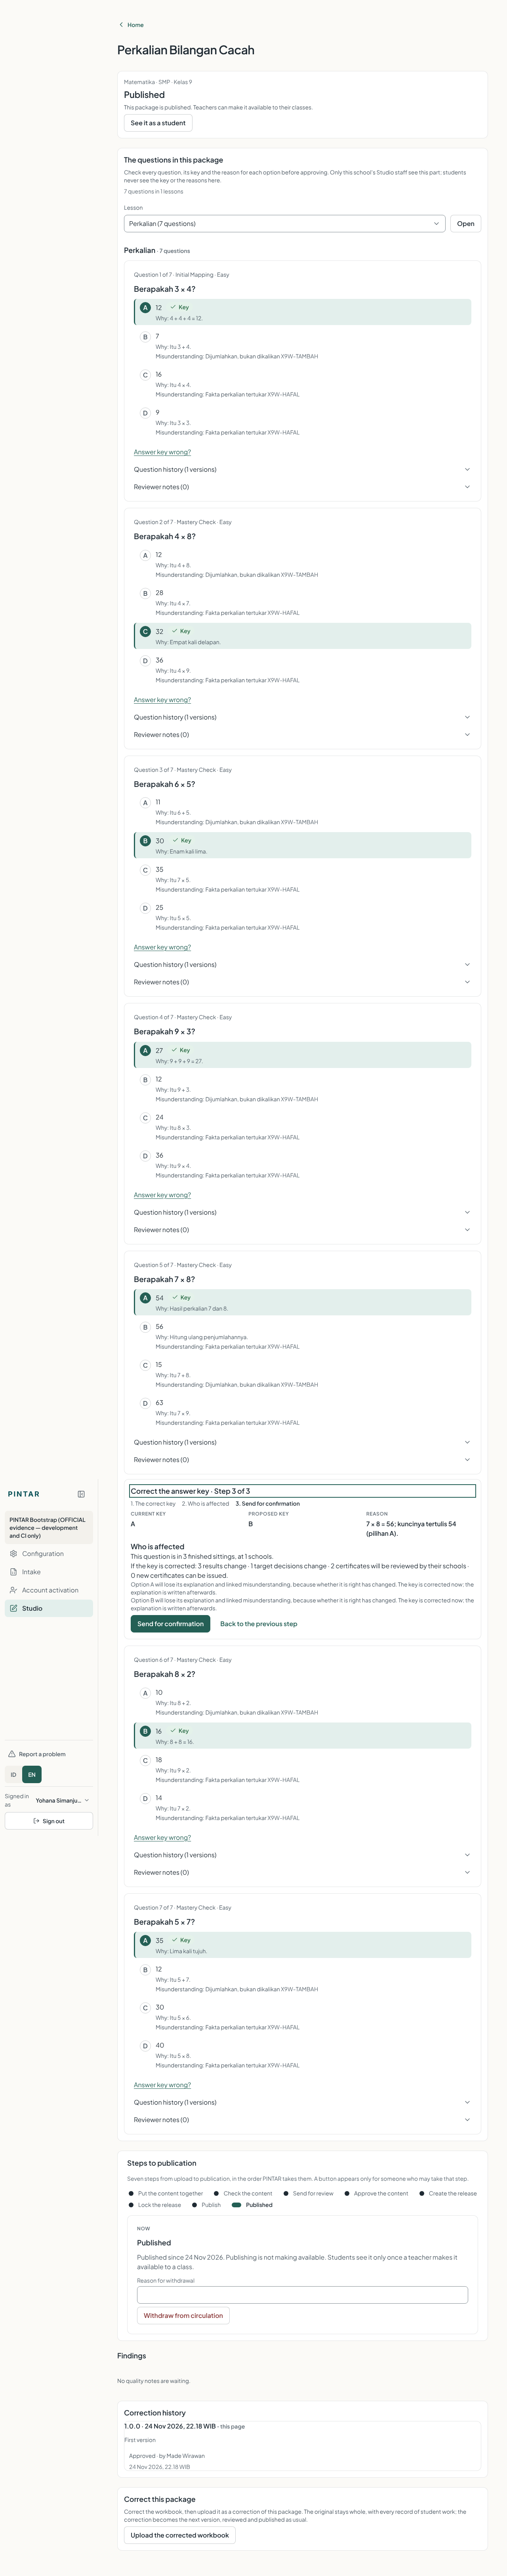 Home
Perkalian Bilangan Cacah
Matematika · SMP · Kelas 9
Published
This package is published. Teachers can make it available to their classes.
See it as a student
The questions in this package
Check every question, its key and the reason for each option before approving. Only this school's Studio staff see this part; students
never see the key or the reasons here.
7 questions in 1 lessons
Lesson
Perkalian (7 questions)
Open
Perkalian · 7 questions
Question 1 of 7 · Initial Mapping · Easy
Berapakah 3 × 4?
A 12 Key
Why: 4 + 4 + 4 = 12.
B 7
Why: Itu 3 + 4.
Misunderstanding: Dijumlahkan, bukan dikalikan X9W-TAMBAH
C 16
Why: Itu 4 × 4.
Misunderstanding: Fakta perkalian tertukar X9W-HAFAL
D 9
Why: Itu 3 × 3.
Misunderstanding: Fakta perkalian tertukar X9W-HAFAL
Answer key wrong?
Question history (1 versions)
Reviewer notes (0)
Question 2 of 7 · Mastery Check · Easy
Berapakah 4 × 8?
A 12
Why: Itu 4 + 8.
Misunderstanding: Dijumlahkan, bukan dikalikan X9W-TAMBAH
B 28
Why: Itu 4 × 7.
Misunderstanding: Fakta perkalian tertukar X9W-HAFAL
C 32 Key
Why: Empat kali delapan.
D 36
Why: Itu 4 × 9.
Misunderstanding: Fakta perkalian tertukar X9W-HAFAL
Answer key wrong?
Question history (1 versions)
Reviewer notes (0)
Question 3 of 7 · Mastery Check · Easy
Berapakah 6 × 5?
A 11
Why: Itu 6 + 5.
Misunderstanding: Dijumlahkan, bukan dikalikan X9W-TAMBAH
B 30 Key
Why: Enam kali lima.
C 35
Why: Itu 7 × 5.
Misunderstanding: Fakta perkalian tertukar X9W-HAFAL
D 25
Why: Itu 5 × 5.
Misunderstanding: Fakta perkalian tertukar X9W-HAFAL
Answer key wrong?
Question history (1 versions)
Reviewer notes (0)
Question 4 of 7 · Mastery Check · Easy
Berapakah 9 × 3?
A 27 Key
Why: 9 + 9 + 9 = 27.
B 12
Why: Itu 9 + 3.
Misunderstanding: Dijumlahkan, bukan dikalikan X9W-TAMBAH
C 24
Why: Itu 8 × 3.
Misunderstanding: Fakta perkalian tertukar X9W-HAFAL
D 36
Why: Itu 9 × 4.
Misunderstanding: Fakta perkalian tertukar X9W-HAFAL
Answer key wrong?
Question history (1 versions)
Reviewer notes (0)
Question 5 of 7 · Mastery Check · Easy
Berapakah 7 × 8?
A 54 Key
Why: Hasil perkalian 7 dan 8.
B 56
Why: Hitung ulang penjumlahannya.
Misunderstanding: Fakta perkalian tertukar X9W-HAFAL
C 15
Why: Itu 7 + 8.
Misunderstanding: Dijumlahkan, bukan dikalikan X9W-TAMBAH
D 63
Why: Itu 7 × 9.
Misunderstanding: Fakta perkalian tertukar X9W-HAFAL
Question history (1 versions)
Reviewer notes (0)
Correct the answer key · Step 3 of 3
1. The correct key 2. Who is affected 3. Send for confirmation
CURRENT KEY PROPOSED KEY REASON
A B 7 × 8 = 56; kuncinya tertulis 54
(pilihan A).
Who is affected
This question is in 3 finished sittings, at 1 schools.
If the key is corrected: 3 results change · 1 target decisions change · 2 certificates will be reviewed by their schools ·
0 new certificates can be issued.
Option A will lose its explanation and linked misunderstanding, because whether it is right has changed. The key is corrected now; the
explanation is written afterwards.
Option B will lose its explanation and linked misunderstanding, because whether it is right has changed. The key is corrected now; the
explanation is written afterwards.
Send for confirmation
Back to the previous step
Question 6 of 7 · Mastery Check · Easy
Berapakah 8 × 2?
A 10
Why: Itu 8 + 2.
Misunderstanding: Dijumlahkan, bukan dikalikan X9W-TAMBAH
B 16 Key
Why: 8 + 8 = 16.
C 18
Why: Itu 9 × 2.
Misunderstanding: Fakta perkalian tertukar X9W-HAFAL
D 14
Why: Itu 7 × 2.
Misunderstanding: Fakta perkalian tertukar X9W-HAFAL
Answer key wrong?
Question history (1 versions)
Reviewer notes (0)
Question 7 of 7 · Mastery Check · Easy
Berapakah 5 × 7?
A 35 Key
Why: Lima kali tujuh.
B 12
Why: Itu 5 + 7.
Misunderstanding: Dijumlahkan, bukan dikalikan X9W-TAMBAH
C 30
Why: Itu 5 × 6.
Misunderstanding: Fakta perkalian tertukar X9W-HAFAL
D 40
Why: Itu 5 × 8.
Misunderstanding: Fakta perkalian tertukar X9W-HAFAL
Answer key wrong?
Question history (1 versions)
Reviewer notes (0)
Steps to publication
Seven steps from upload to publication, in the order PINTAR takes them. A button appears only for someone who may take that step.
Put the content together
Check the content
Send for review
Approve the content
Create the release
Lock the release
Publish
Published
NOW
Published
Published since 24 Nov 2026. Publishing is not making available. Students see it only once a teacher makes it
available to a class.
Reason for withdrawal
Withdraw from circulation
Findings
No quality notes are waiting.
Correction history
1.0.0 · 24 Nov 2026, 22.18 WIB · this page
First version
Approved · by Made Wirawan
24 Nov 2026, 22.18 WIB
Correct this package
Correct the workbook, then upload it as a correction of this package. The original stays whole, with every record of student work; the
correction becomes the next version, reviewed and published as usual.
Upload the corrected workbook
PINTAR
PINTAR Bootstrap (OFFICIAL
evidence — development
and CI only)
Configuration
Intake
Account activation
Studio
Report a problem
ID EN
Signed in
as
Yohana Simanju...
Sign out